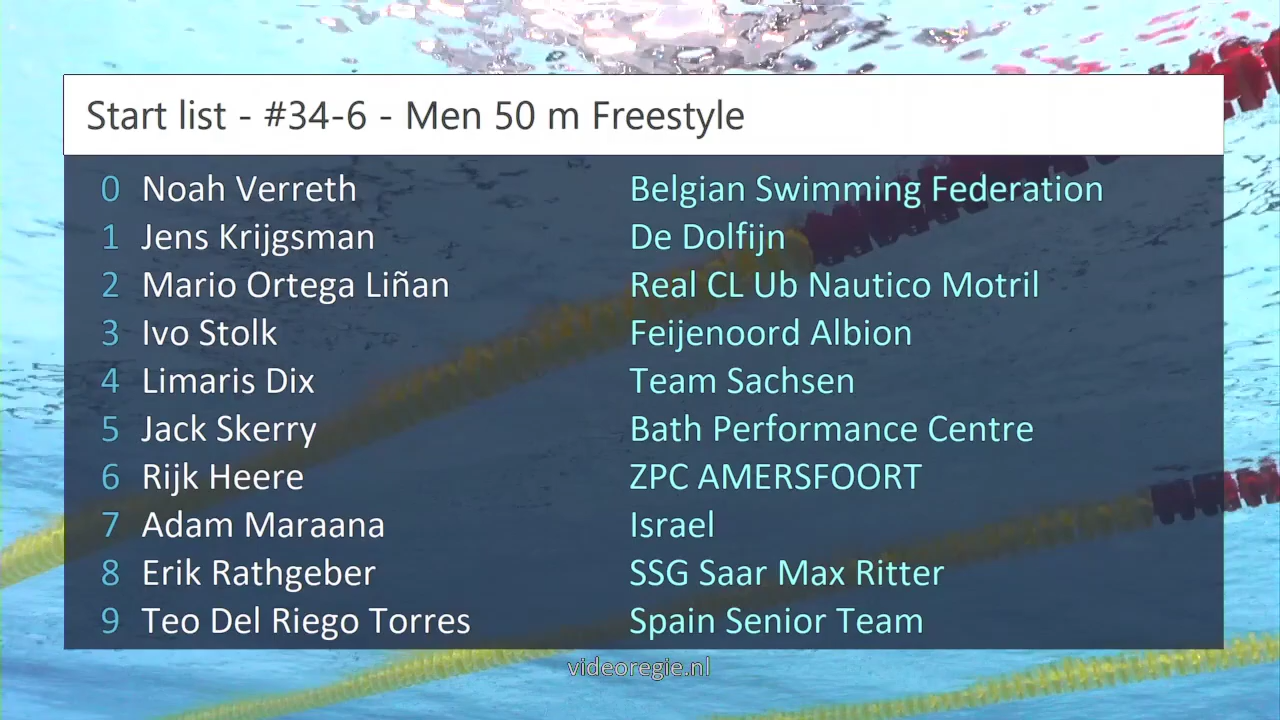 Start list - #34-6 - Men 50 m Freestyle
0 Noah Verreth Belgian Swimming Federation
1 Jens Krijgsman De Dolfijn
2 Mario Ortega Liñan Real CL Ub Nautico Motril
3 Ivo Stolk Feijenoord Albion
4 Limaris Dix Team Sachsen
5 Jack Skerry Bath Performance Centre
6 Rijk Heere ZPC AMERSFOORT
7 Adam Maraana Israel
8 Erik Rathgeber SSG Saar Max Ritter
9 Teo Del Riego Torres Spain Senior Team
videoregie.nl